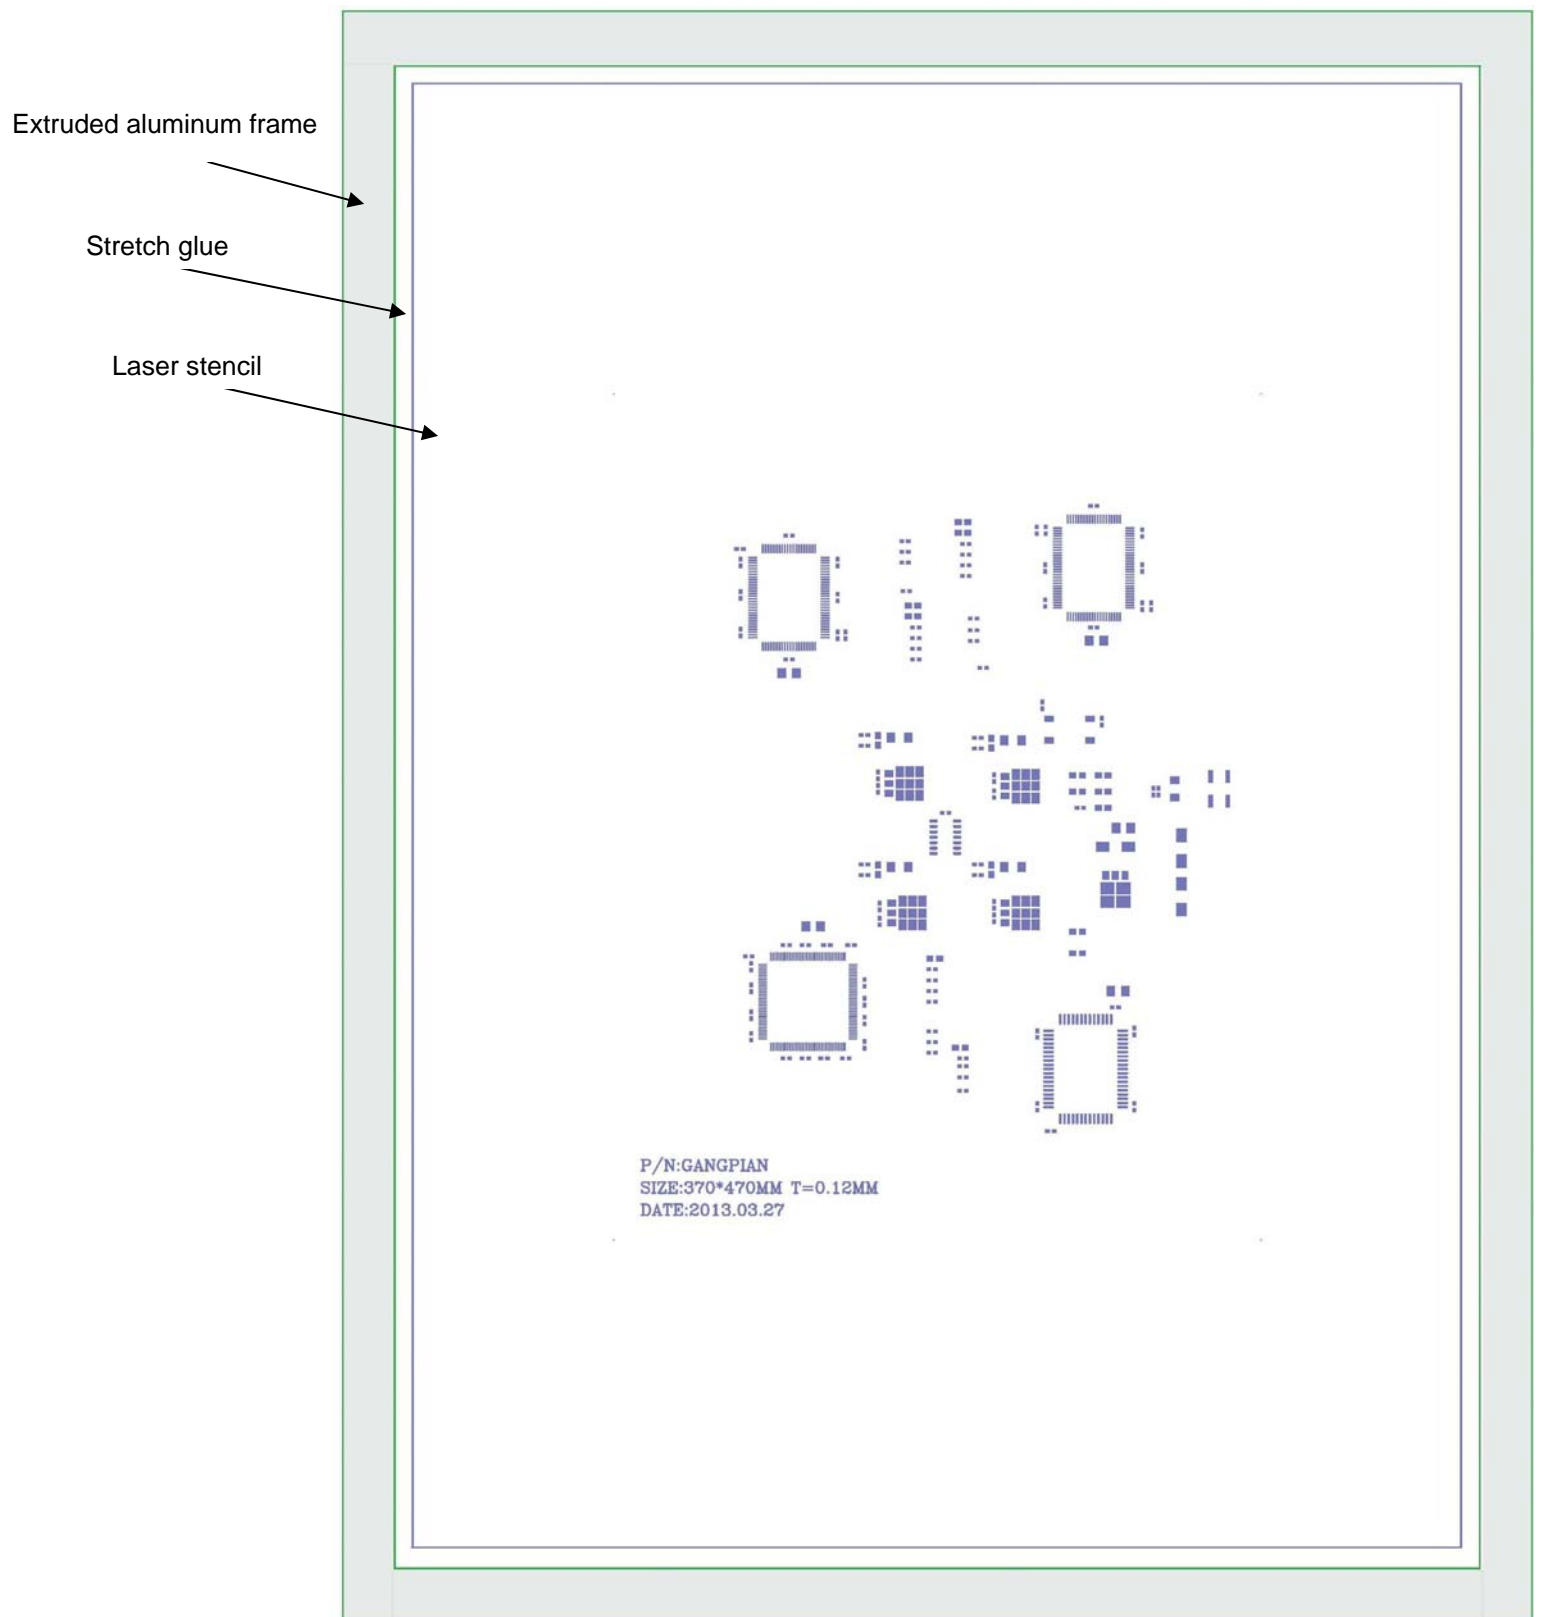 Extruded aluminum frame
Stretch glue
Laser stencil
P/N:GANGPIAN
SIZE:370*470MM T=0.12MM
DATE:2013.03.27